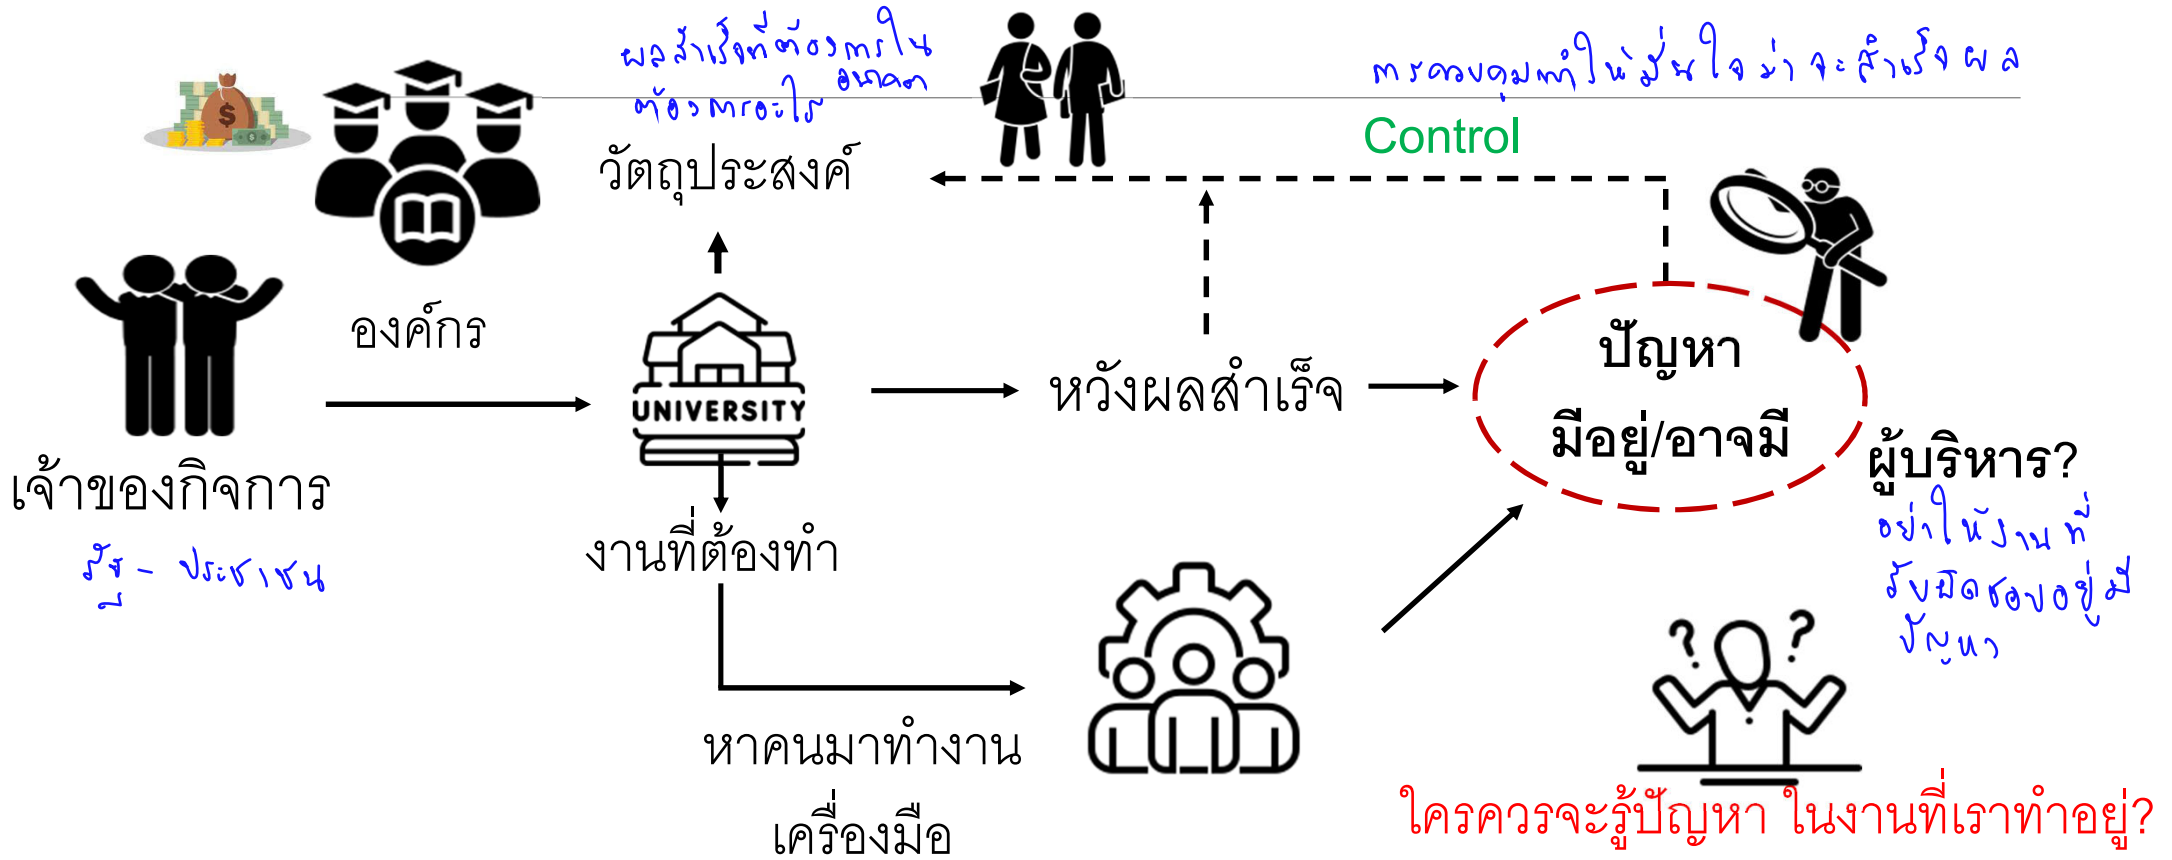 ผลสำเร็จที่ต้องการใน
อนาคต
ต้องการอะไร
การควบคุมทำให้มั่นใจว่าจะสำเร็จผล
Control
วัตถุประสงค์
$
$
องค์กร
UNIVERSITY
หวังผลสำเร็จ
ปัญหา
มีอยู่/อาจมี
ผู้บริหาร?
อย่าให้งานที่
รับผิดชอบอยู่มี
ปัญหา
เจ้าของกิจการ
รัฐ - ประชาชน
งานที่ต้องทำ
หาคนมาทำงาน
เครื่องมือ
? ?
ใครควรจะรู้ปัญหา ในงานที่เราทำอยู่?